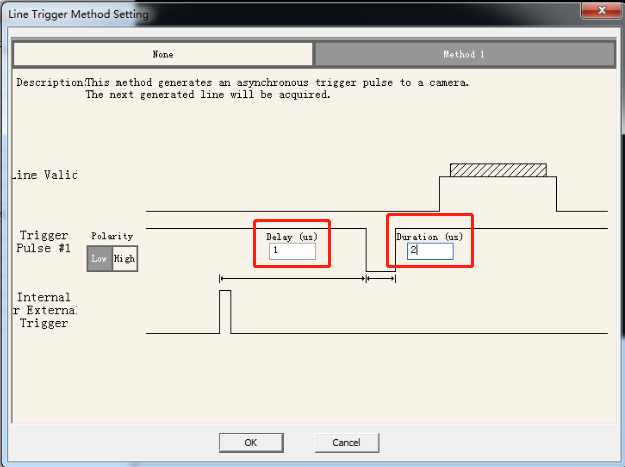 Line Trigger Method Setting
None
Method 1
Description:This method generates an asynchronous trigger pulse to a camera.
The next generated line will be acquired.
Line Valid
Trigger
Pulse #1
Polarity
Low High
Delay (us)
1
Duration (us)
2
Internal
r Externa
Trigger
OK
Cancel